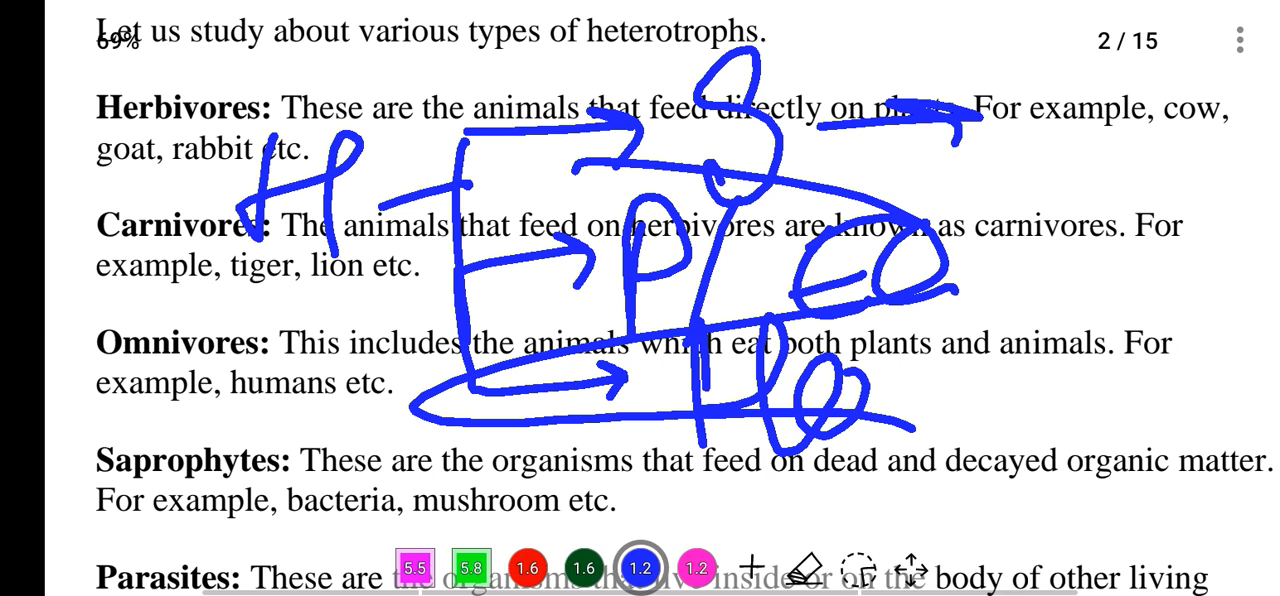 Let us study about various types of heterotrophs.
69%
2 / 15
Herbivores: These are the animals that feed directly on plants. For example, cow,
goat, rabbit etc.
H
S
Carnivores: The animals that feed on herbivores are known as carnivores. For
example, tiger, lion etc.
P
Omnivores: This includes the animals which eat both plants and animals. For
example, humans etc.
Saprophytes: These are the organisms that feed on dead and decayed organic matter.
For example, bacteria, mushroom etc.
5.5 5.8 1.6 1.6 1.2 1.2
Parasites: These are the organisms that live inside or on the body of other living